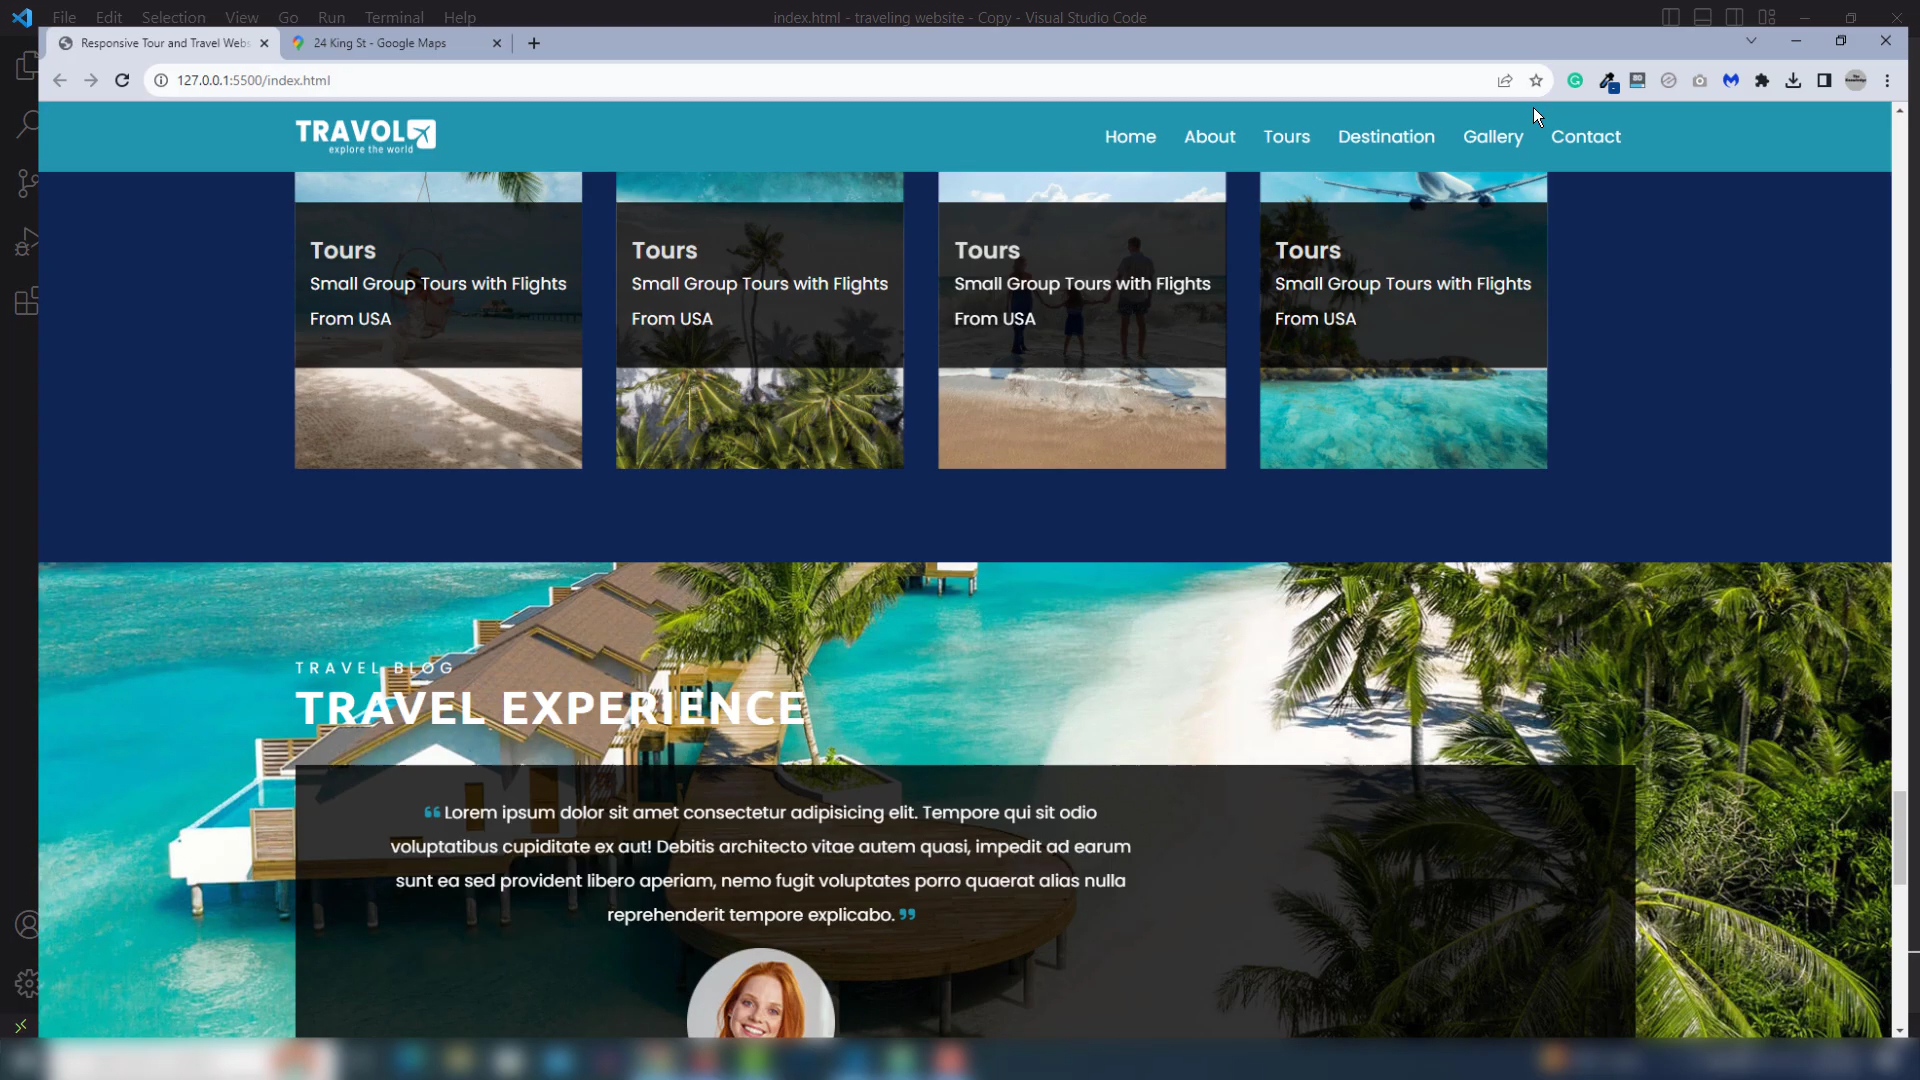 File Edit Selection View Go Run Terminal Help
index.html - traveling website - Copy - Visual Studio Code
Responsive Tour and Travel Webs
24 King St - Google Maps
127.0.0.1:5500/index.html
TRAVOL
explore the world
Home About Tours Destination Gallery Contact
Tours
Small Group Tours with Flights
From USA
Tours
Small Group Tours with Flights
From USA
Tours
Small Group Tours with Flights
From USA
Tours
Small Group Tours with Flights
From USA
TRAVEL BLOG
TRAVEL EXPERIENCE
“ Lorem ipsum dolor sit amet consectetur adipisicing elit. Tempore qui sit odio
voluptatibus cupiditate ex aut! Debitis architecto vitae autem quasi, impedit ad earum
sunt ea sed provident libero aperiam, nemo fugit voluptates porro quaerat alias nulla
reprehenderit tempore explicabo. ”